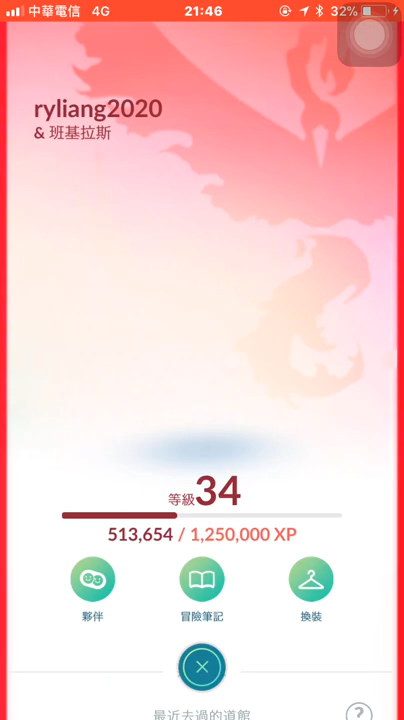 中華電信 4G 21:46 32%
ryliang2020
& 班基拉斯
等級34
513,654 / 1,250,000 XP
夥伴 冒險筆記 換裝
最近去過的道館 ?